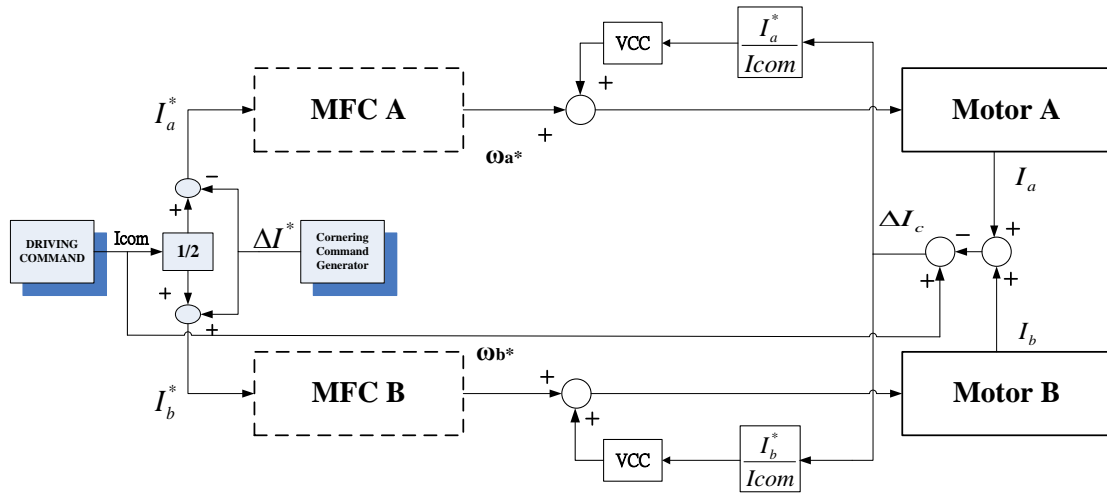 VCC
I*a
Icom
+
+
MFC A
ωa*
Motor A
I*a
−
+
Ia
DRIVING
COMMAND
Icom
1/2
ΔI*
Cornering
Command
Generator
ΔIc
−
+
+
+
+
+
Ib
ωb*
I*b
MFC B
+
+
Motor B
VCC
I*b
Icom